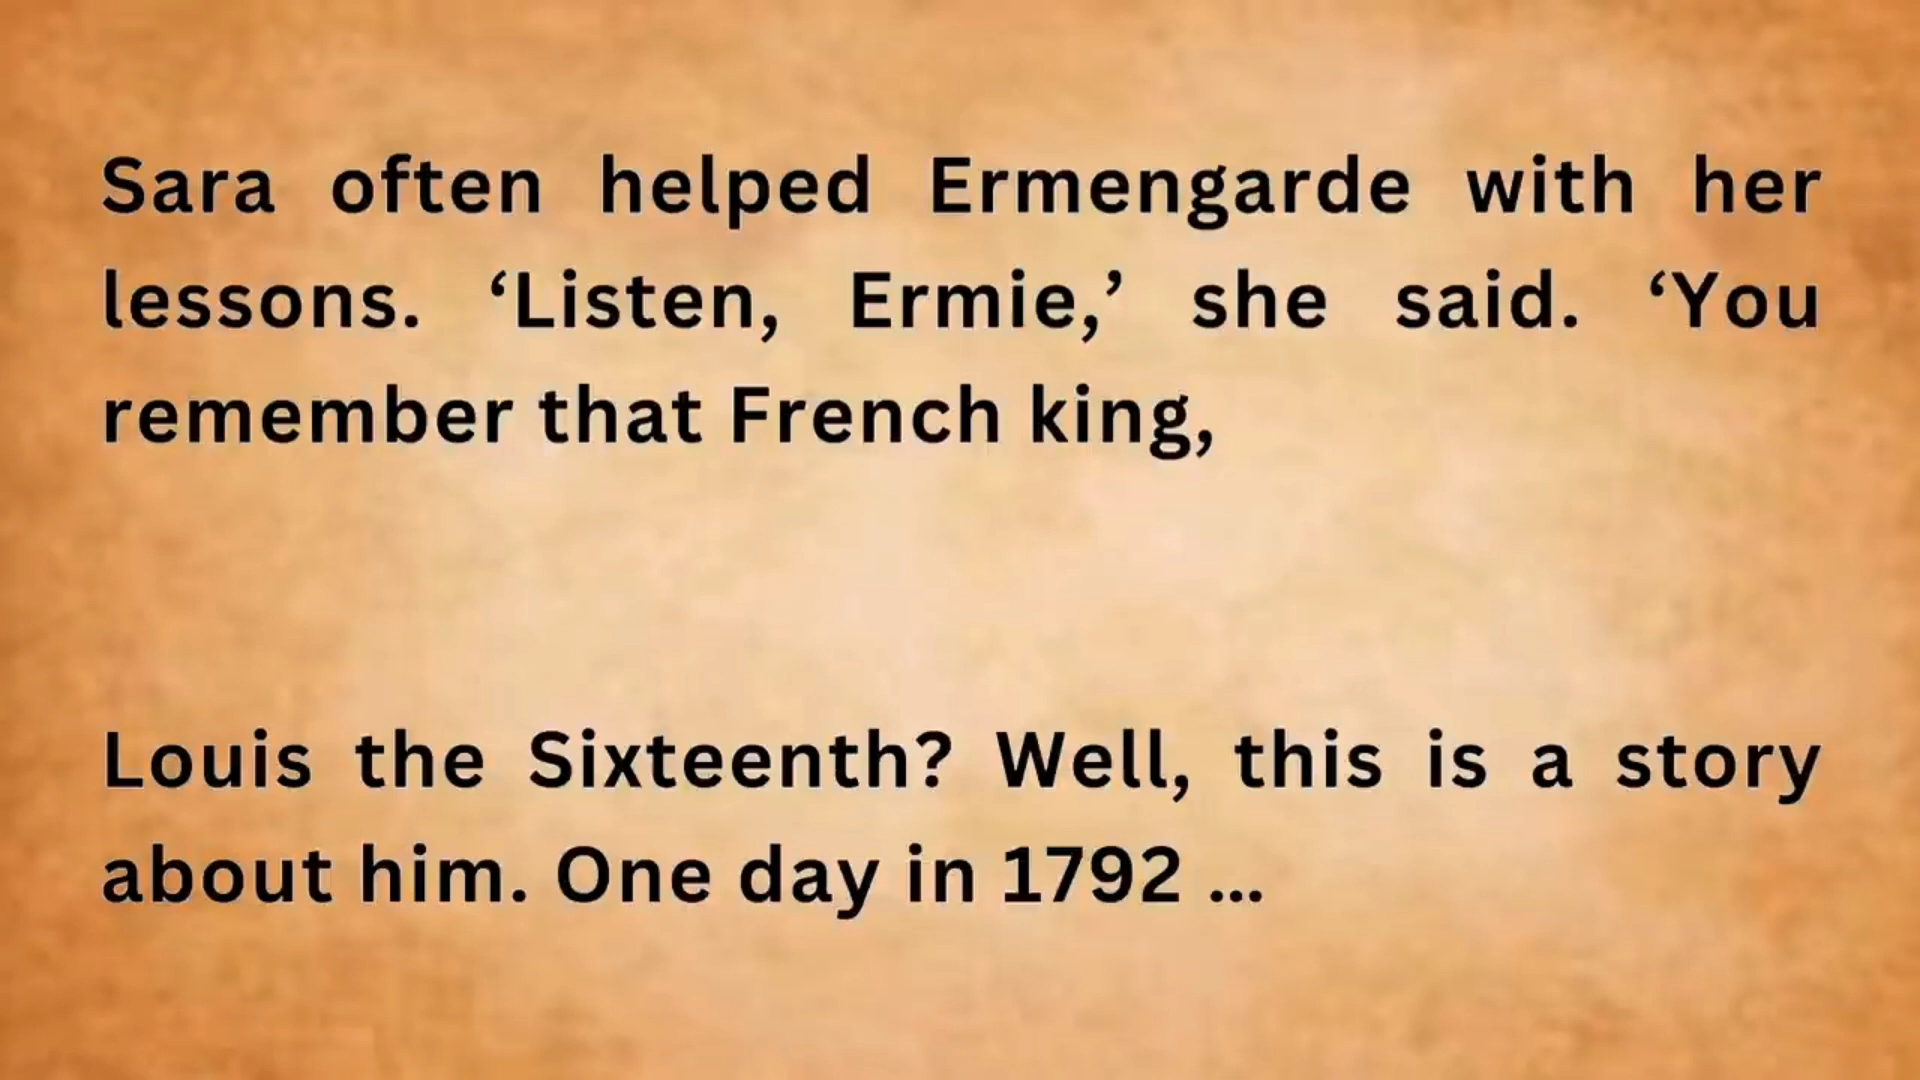 Sara often helped Ermengarde with her
lessons. ‘Listen, Ermie,’ she said. ‘You
remember that French king,
Louis the Sixteenth? Well, this is a story
about him. One day in 1792 ...